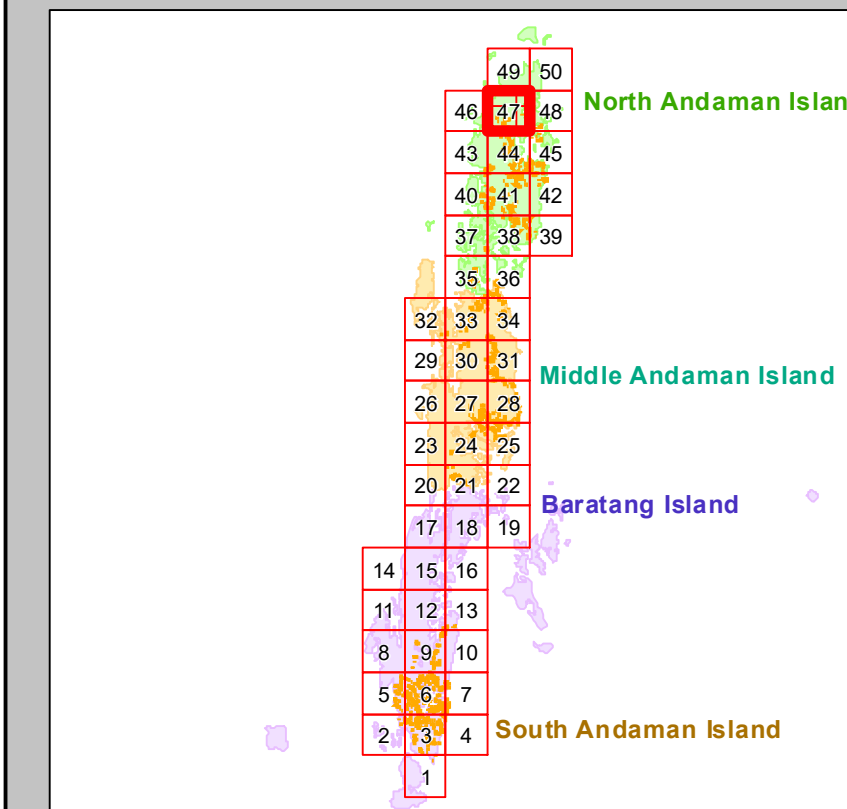 49 50
46 47 48
North Andaman Islan
43 44 45
40 41 42
37 38 39
35 36
32 33 34
29 30 31
Middle Andaman Island
26 27 28
23 24 25
20 21 22
Baratang Island
17 18 19
14 15 16
11 12 13
8 9 10
5 6 7
2 3 4
South Andaman Island
1